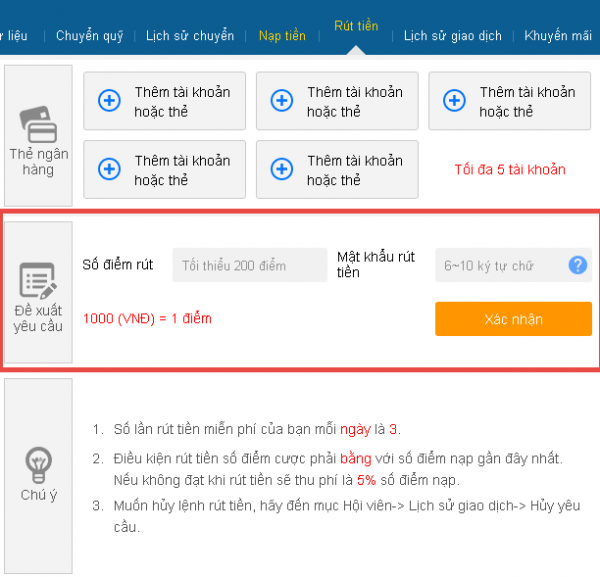 liệu | Chuyển quỹ | Lịch sử chuyển | Nạp tiền | Rút tiền | Lịch sử giao dịch | Khuyến mãi
Thẻ ngân
hàng
Thêm tài khoản
hoặc thẻ
Thêm tài khoản
hoặc thẻ
Thêm tài khoản
hoặc thẻ
Thêm tài khoản
hoặc thẻ
Thêm tài khoản
hoặc thẻ
Tối đa 5 tài khoản
Đề xuất
yêu cầu
Số điểm rút
Tối thiểu 200 điểm
Mật khẩu rút
tiền
6~10 ký tự chữ
?
1000 (VNĐ) = 1 điểm
Xác nhận
Chú ý
1. Số lần rút tiền miễn phí của bạn mỗi ngày là 3.
2. Điều kiện rút tiền số điểm cược phải bằng với số điểm nạp gần đây nhất.
Nếu không đạt khi rút tiền sẽ thu phí là 5% số điểm nạp.
3. Muốn hủy lệnh rút tiền, hãy đến mục Hội viên-> Lịch sử giao dịch-> Hủy yêu
cầu.